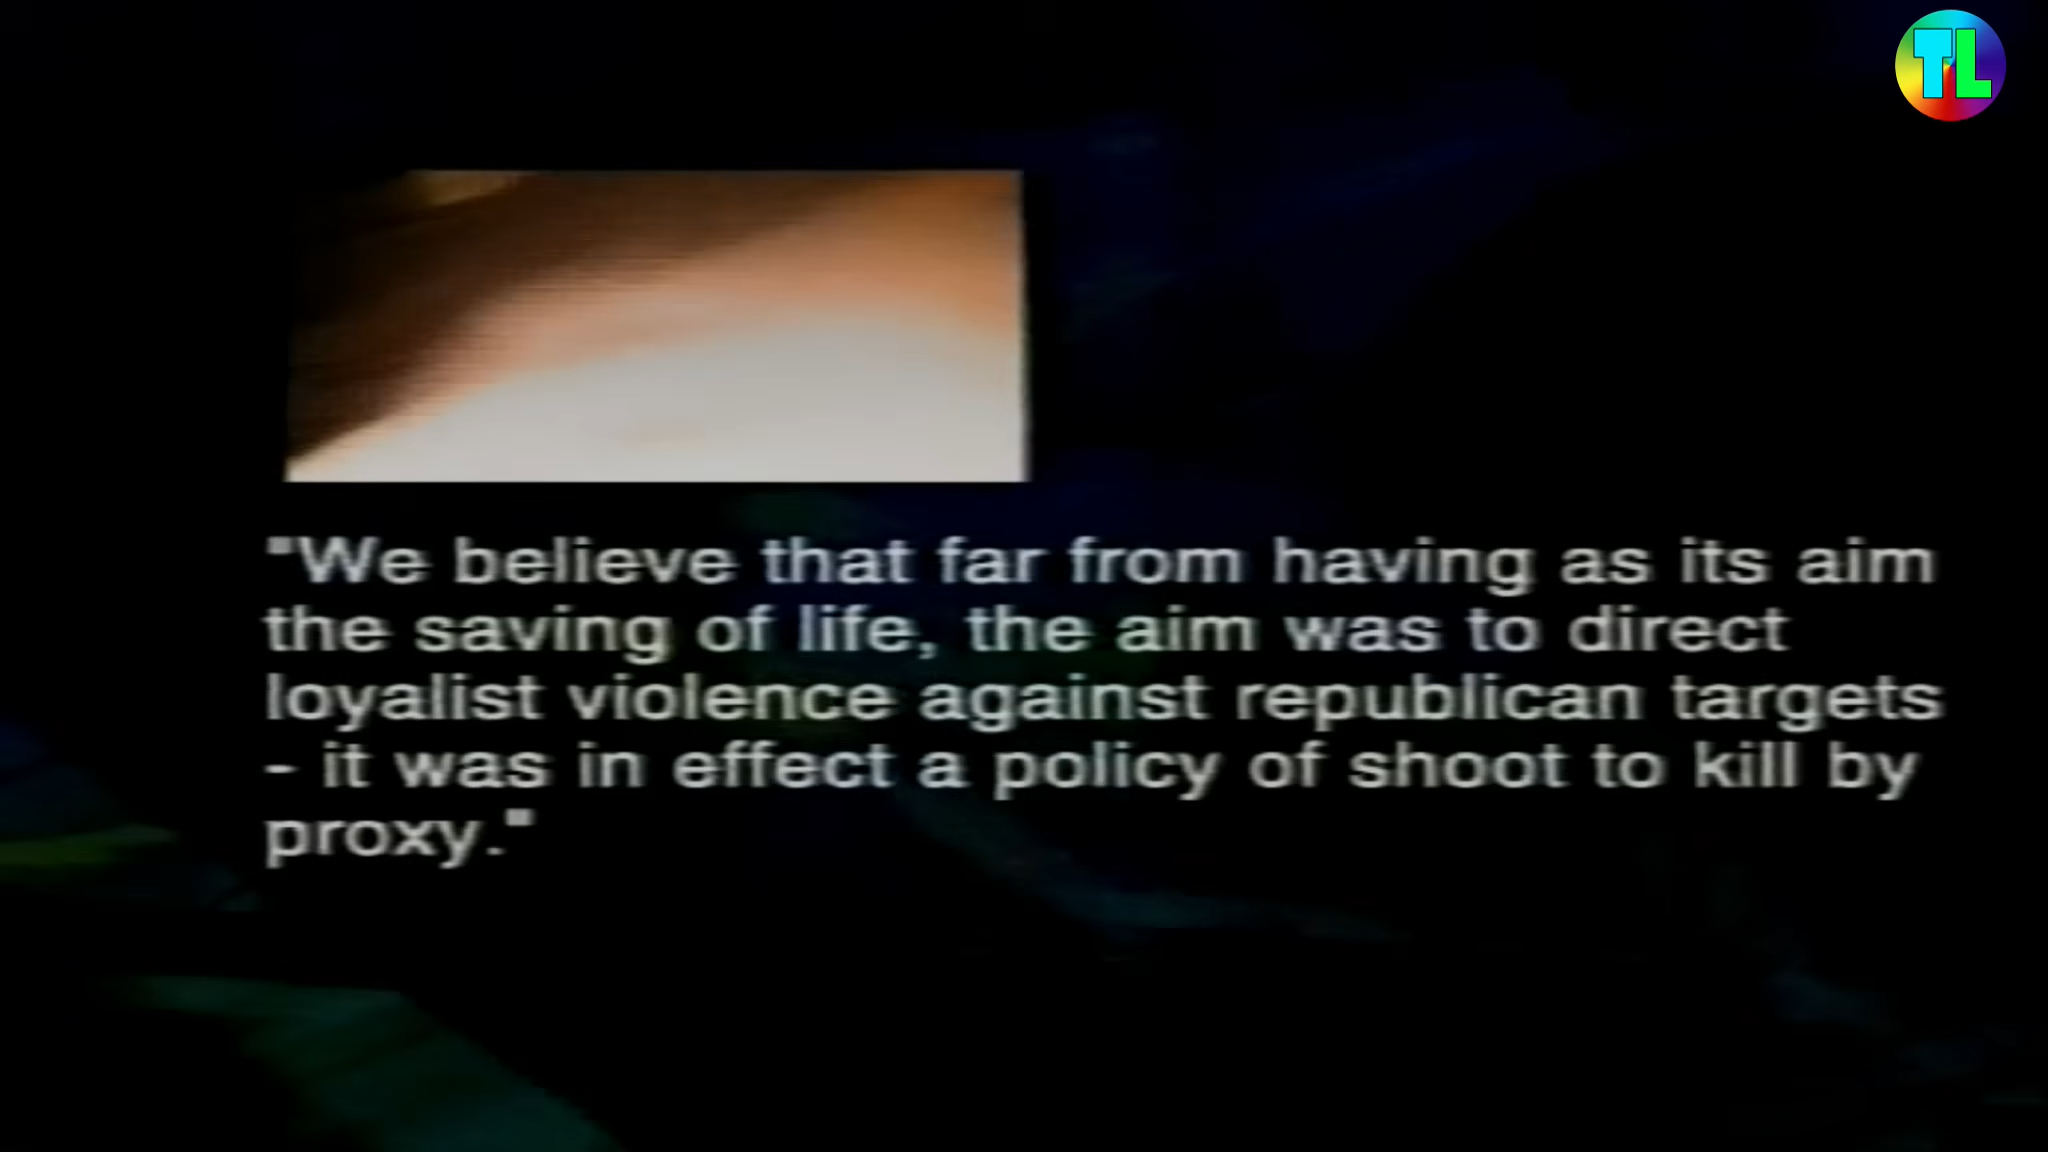 TL
"We believe that far from having as its aim
the saving of life, the aim was to direct
loyalist violence against republican targets
- it was in effect a policy of shoot to kill by
proxy."